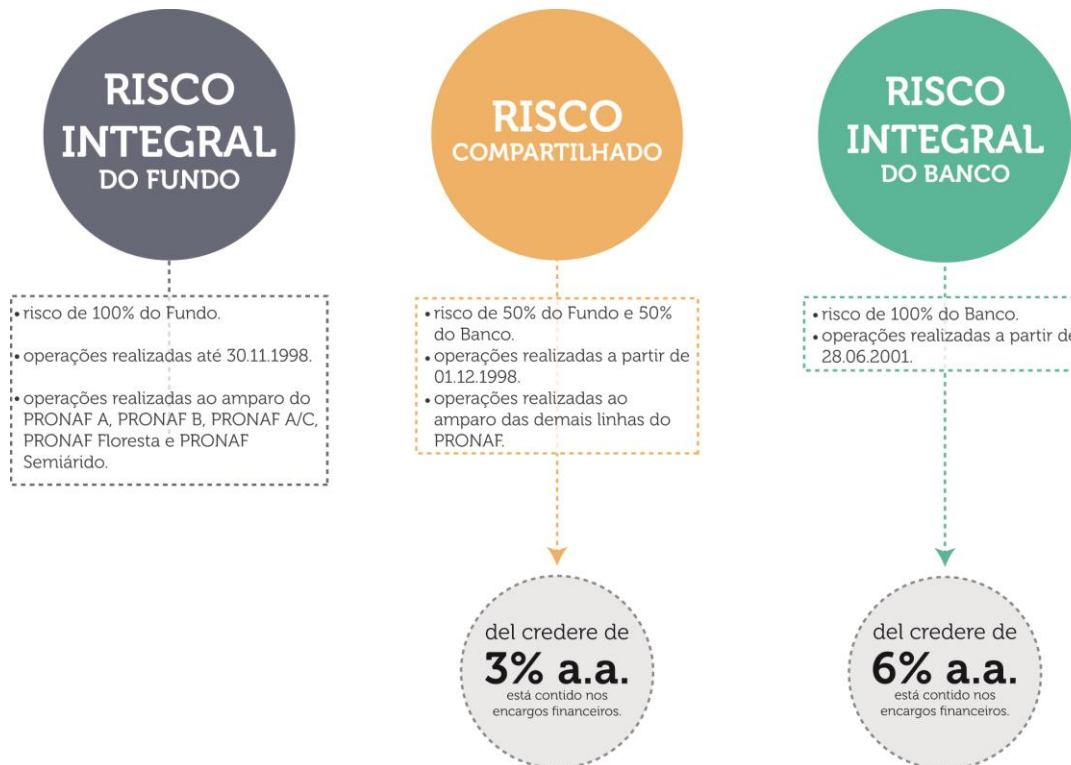 RISCO
INTEGRAL
DO FUNDO
• risco de 100% do Fundo.
• operações realizadas até 30.11.1998.
• operações realizadas ao amparo do
PRONAF A, PRONAF B, PRONAF A/C,
PRONAF Floresta e PRONAF
Semiárido.
RISCO
COMPARTILHADO
• risco de 50% do Fundo e 50%
do Banco.
• operações realizadas a partir de
01.12.1998.
• operações realizadas ao
amparo das demais linhas do
PRONAF.
del credere de
3% a.a.
está contido nos
encargos financeiros.
RISCO
INTEGRAL
DO BANCO
• risco de 100% do Banco.
• operações realizadas a partir de
28.06.2001.
del credere de
6% a.a.
está contido nos
encargos financeiros.